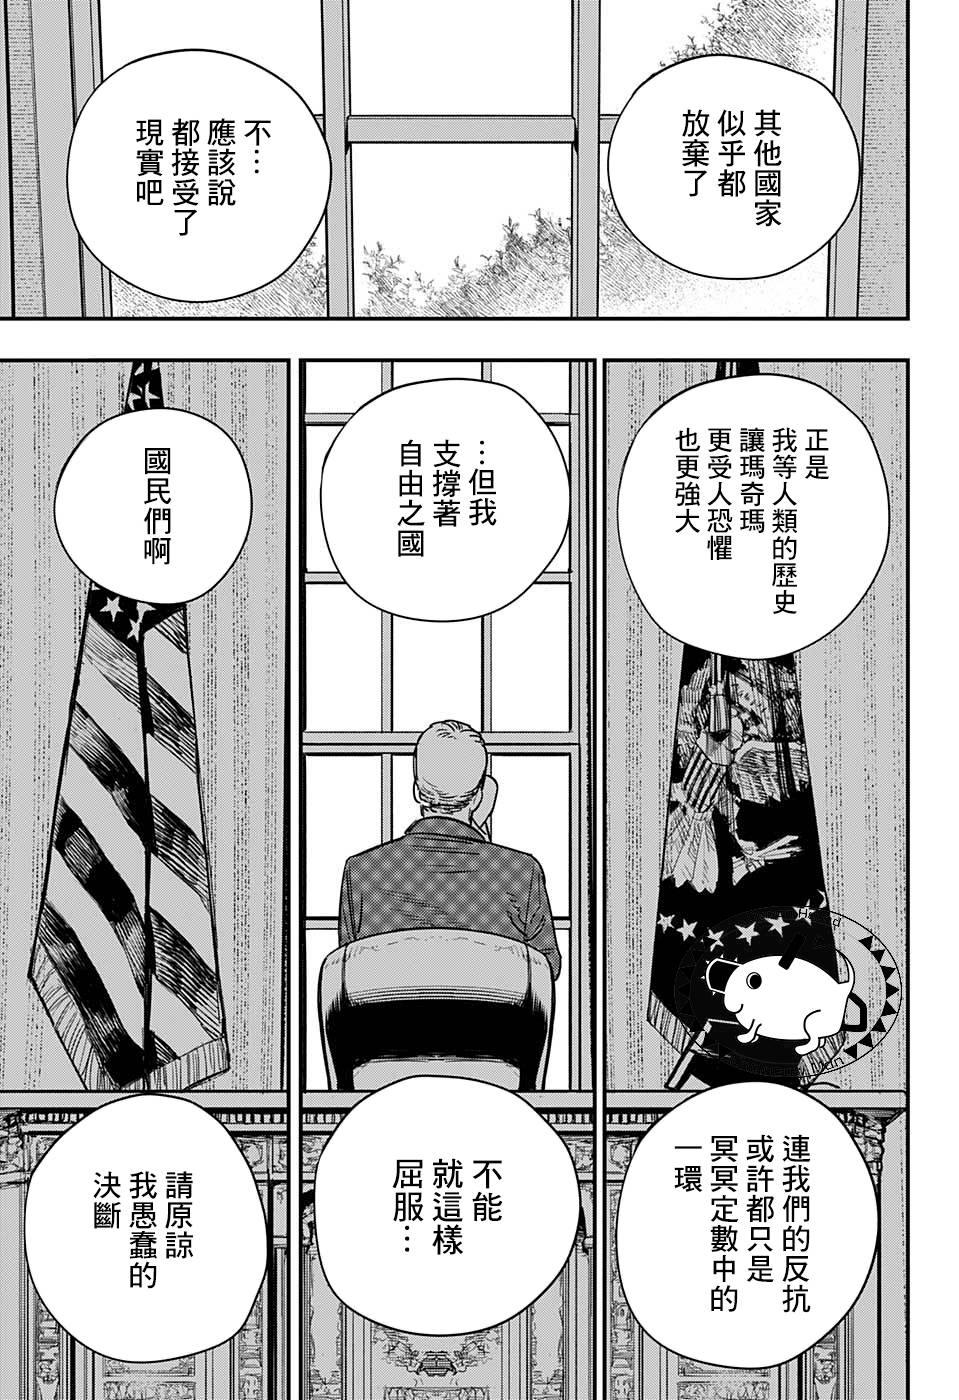 其他國家
似乎都
放棄了
不…
應該說
都接受了
現實吧
正是
我等人類的歷史
讓瑪奇瑪
更受人恐懼
也更強大
連我們的反抗
或許都只是
冥冥定數中的
一環
…但我
支撐著
自由之國
不能
就這樣
屈服…
國民們啊
請原諒
我愚蠢的
決斷